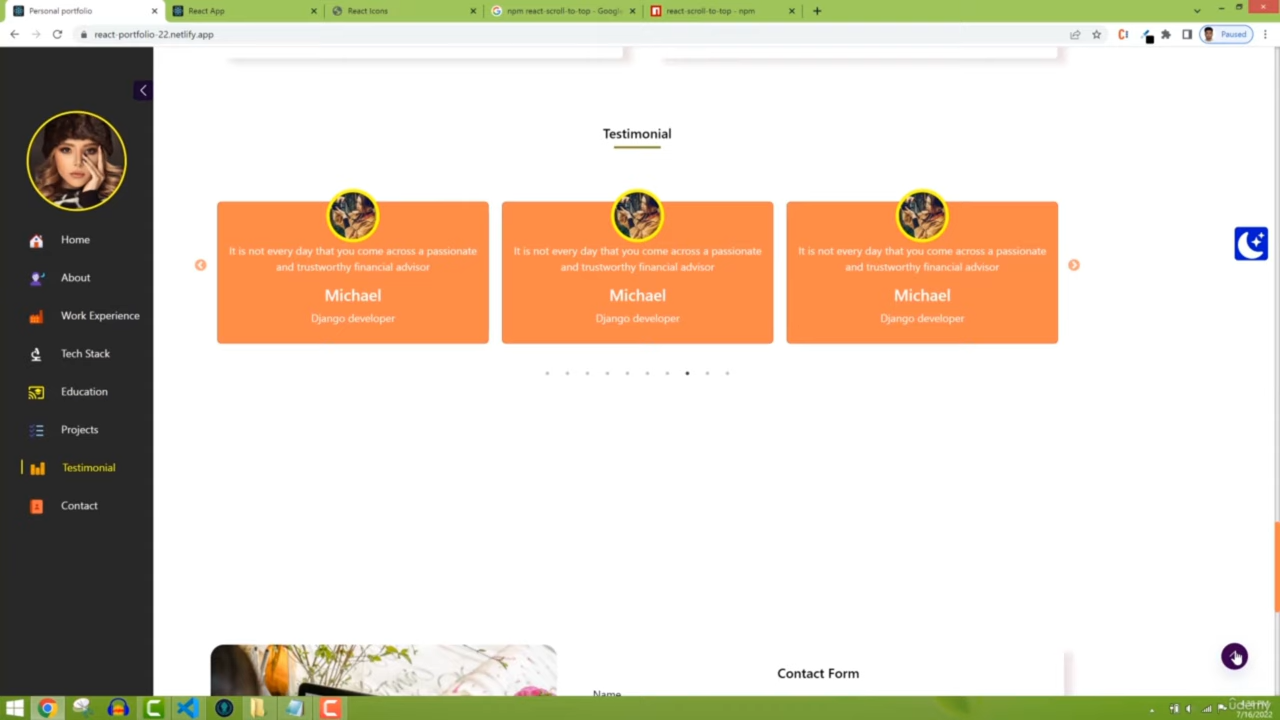 Personal portfolio
React App
React Icons
npm react-scroll-to-top - Google
react-scroll-to-top - npm
react-portfolio-22.netlify.app
Paused
Home
About
Work Experience
Tech Stack
Education
Projects
Testimonial
Contact
Testimonial
It is not every day that you come across a passionate
and trustworthy financial advisor
Michael
Django developer
It is not every day that you come across a passionate
and trustworthy financial advisor
Michael
Django developer
It is not every day that you come across a passionate
and trustworthy financial advisor
Michael
Django developer
Contact Form
Name
Udemy
7/16/2022